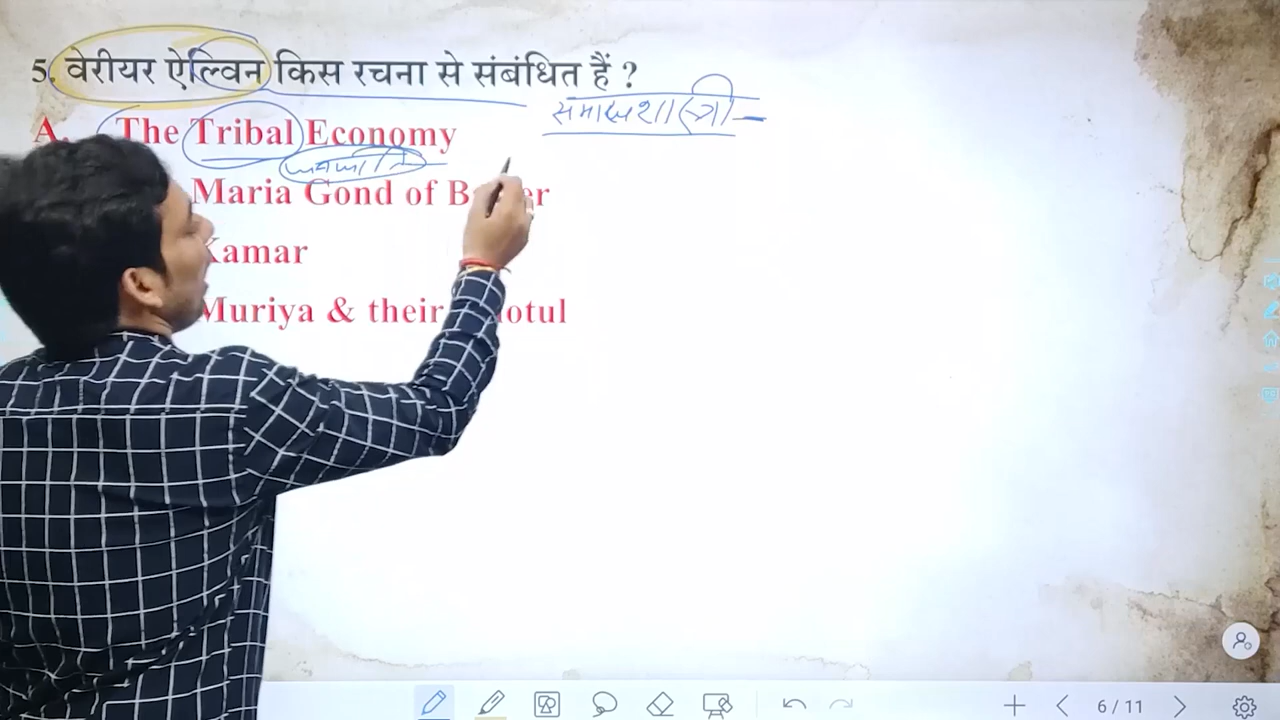 5. वेरीयर ऐल्विन किस रचना से संबंधित हैं ?
समाजशास्त्री
A. The Tribal Economy
जनजाति
Maria Gond of
Kamar
Muriya & their
6 / 11